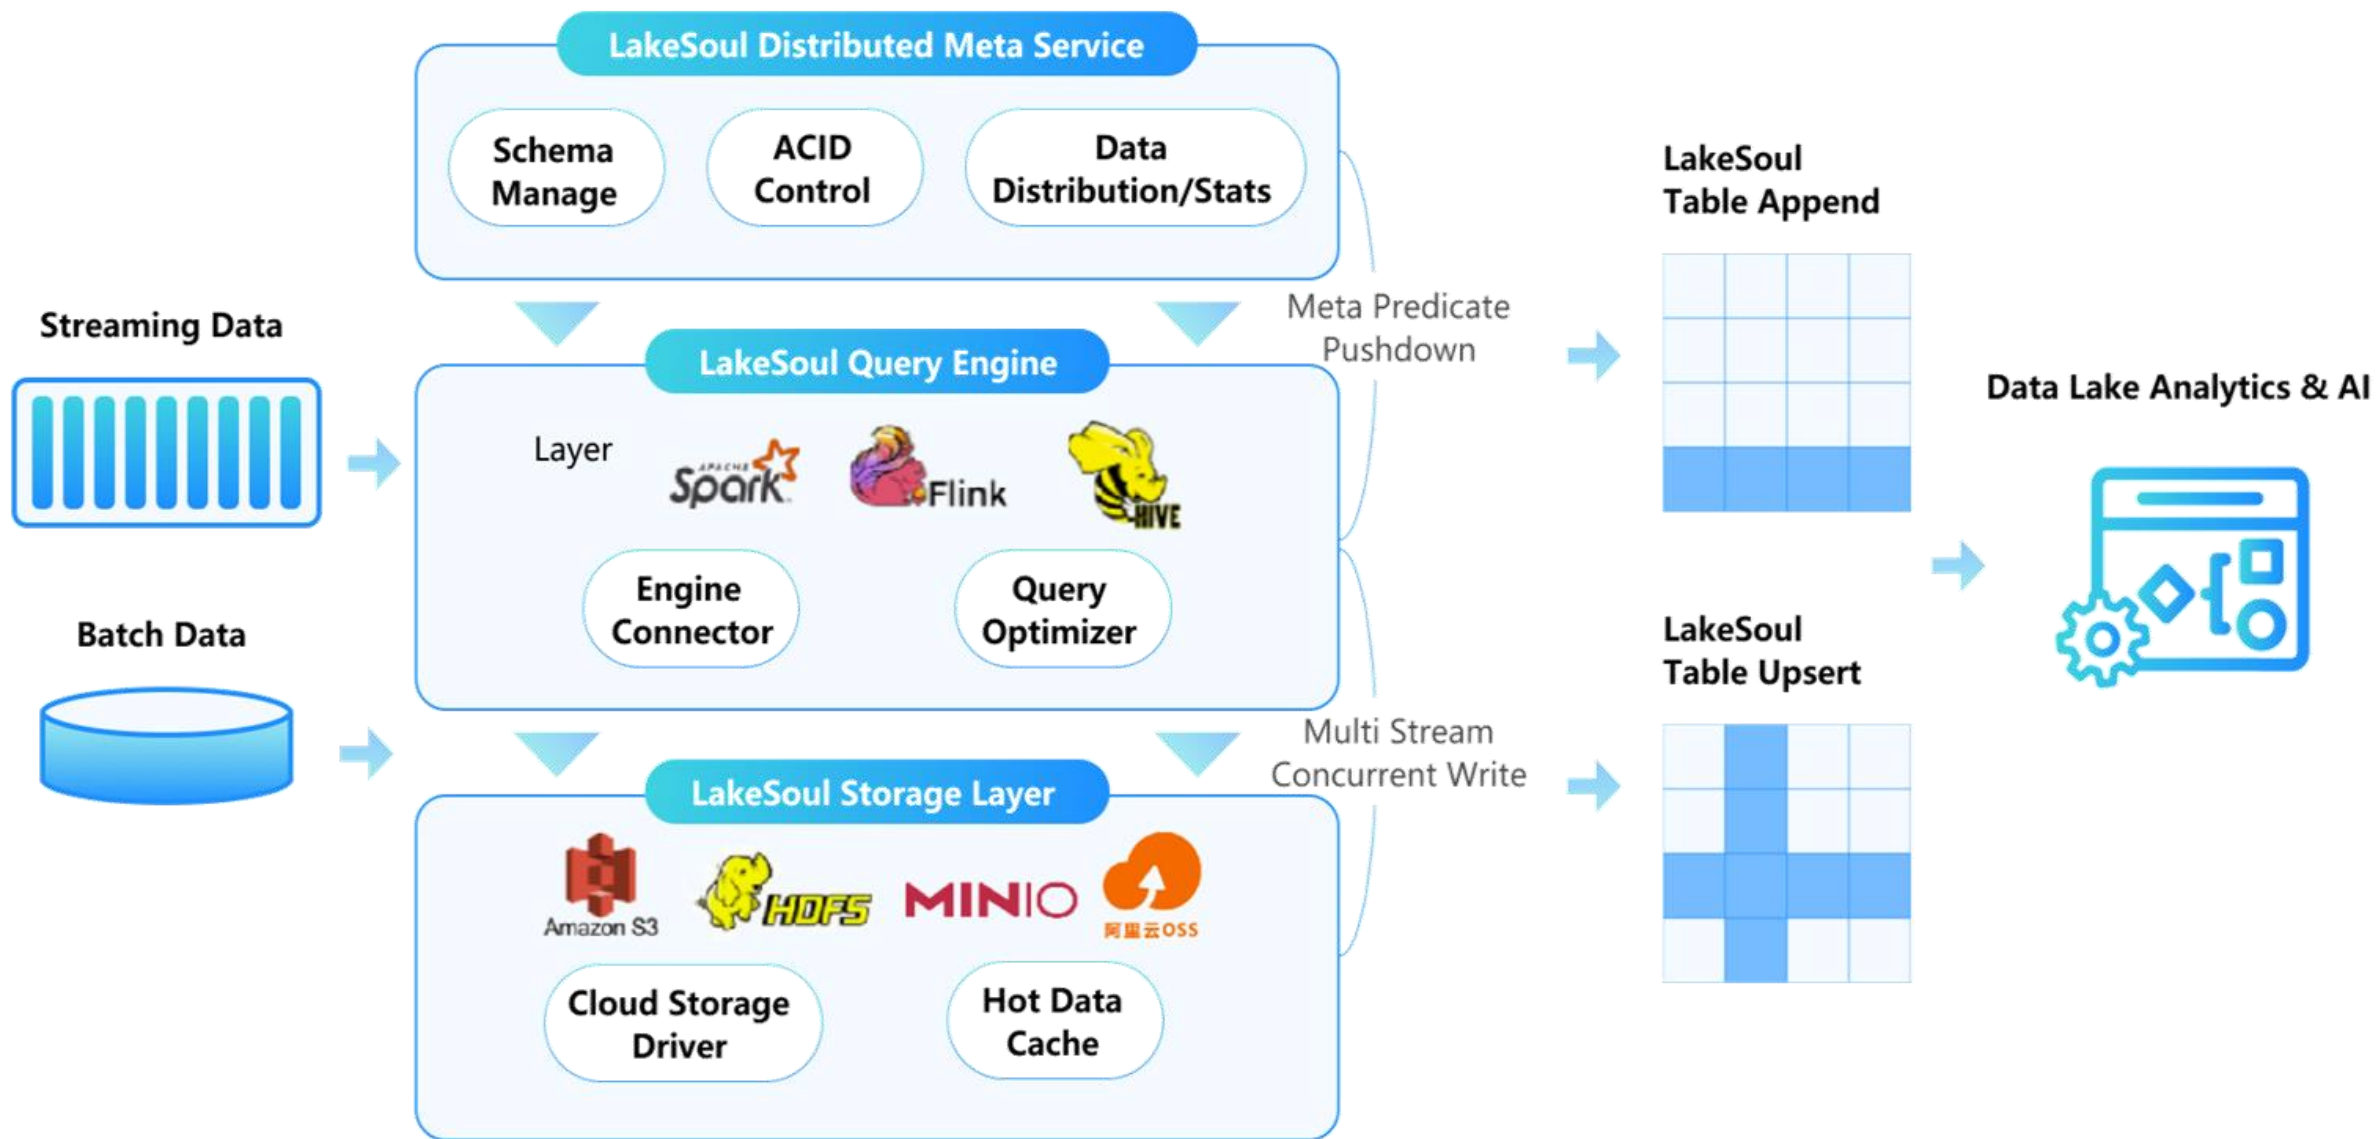 LakeSoul Distributed Meta Service
Schema
Manage
ACID
Control
Data
Distribution/Stats
Streaming Data
Batch Data
LakeSoul Query Engine
Layer
APACHE
Spark
Flink
HIVE
Engine
Connector
Query
Optimizer
LakeSoul Storage Layer
Amazon S3
HDFS
MINIO
阿里云OSS
Cloud Storage
Driver
Hot Data
Cache
Meta Predicate
Pushdown
Multi Stream
Concurrent Write
LakeSoul
Table Append
LakeSoul
Table Upsert
Data Lake Analytics & AI